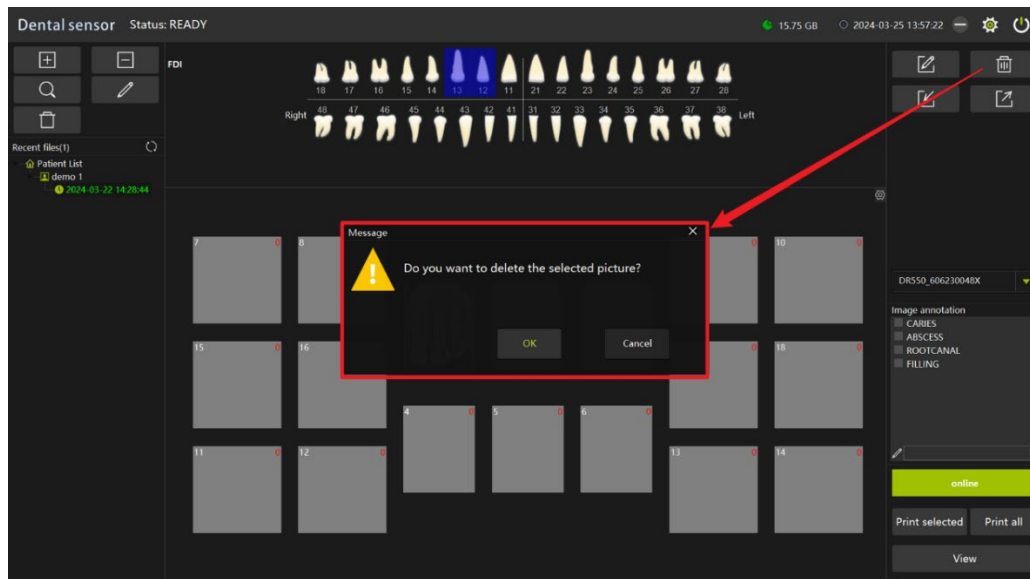 Dental sensor Status: READY 15.75 GB 2024-03-25 13:57:22
FDI
18 17 16 15 14 13 12 11 21 22 23 24 25 26 27 28
Right 48 47 46 45 44 43 42 41 31 32 33 34 35 36 37 38 Left
Recent files(1)
Patient List
demo 1
2024-03-22 14:28:44
Message
Do you want to delete the selected picture?
OK Cancel
7 0 8 0 10 0
15 0 16 0 18 0
4 0 5 0 6 0
11 0 12 0 13 0 14 0
DR550_606230048X
Image annotation
CARIES
ABSCESS
ROOTCANAL
FILLING
online
Print selected Print all
View